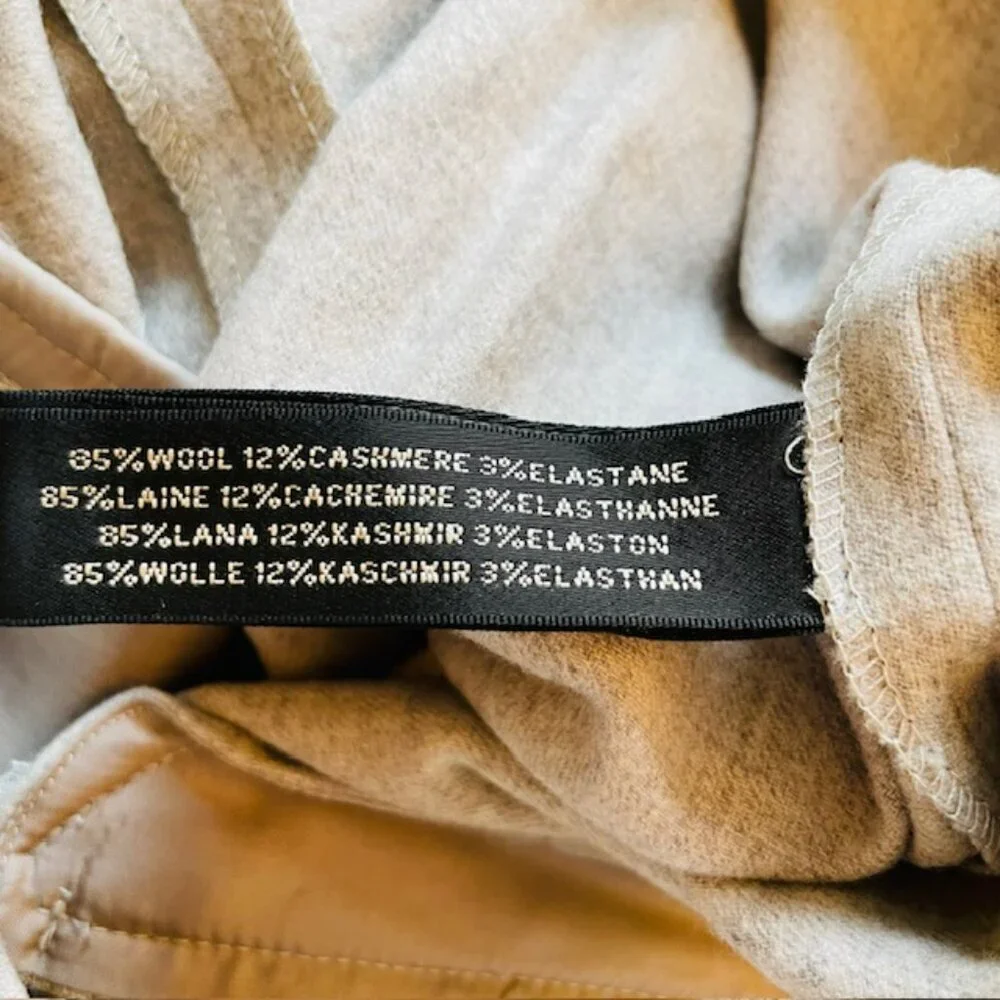 85%WOOL 12%CASHMERE 3%ELASTANE
85%LAINE 12%CACHEMIRE 3%ELASTHANNE
85%LANA 12%KASHMIR 3%ELASTON
85%WOLLE 12%KASCHMIR 3%ELASTHAN